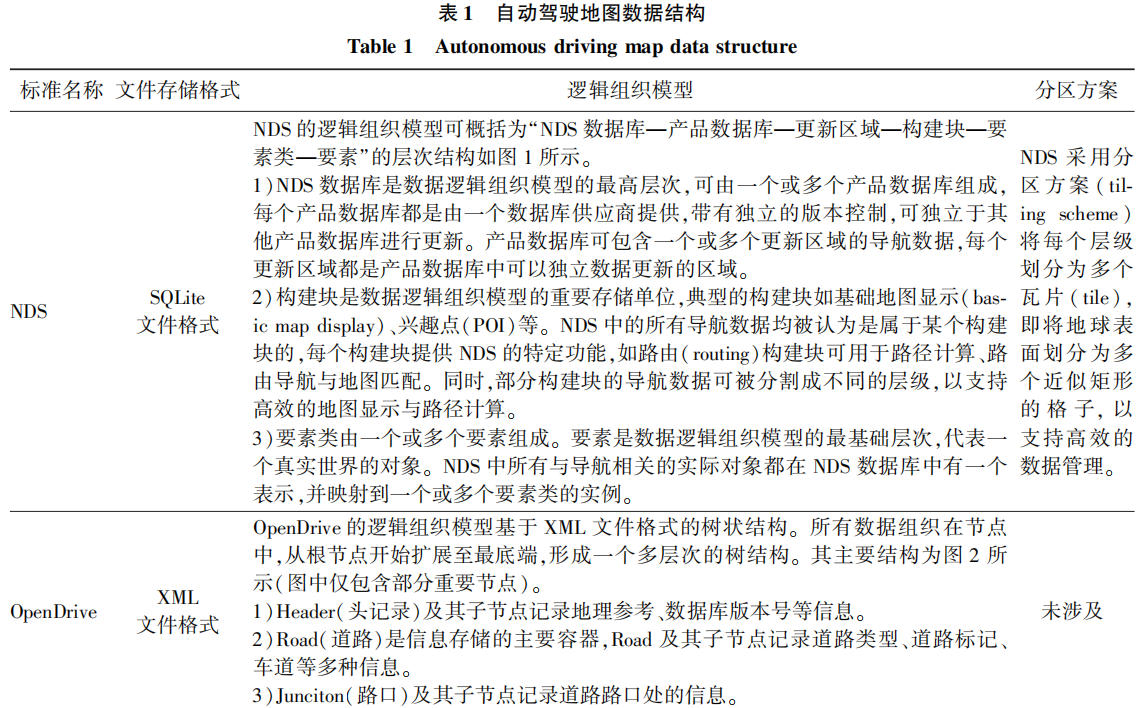 表 1 自动驾驶地图数据结构
Table 1 Autonomous driving map data structure
标准名称 文件存储格式 逻辑组织模型 分区方案
NDS
SQLite
文件格式
NDS 的逻辑组织模型可概括为“NDS 数据库—产品数据库—更新区域—构建块—要
素类—要素”的层次结构如图 1 所示。
1)NDS 数据库是数据逻辑组织模型的最高层次,可由一个或多个产品数据库组成,
每个产品数据库都是由一个数据库供应商提供,带有独立的版本控制,可独立于其
他产品数据库进行更新。产品数据库可包含一个或多个更新区域的导航数据,每个
更新区域都是产品数据库中可以独立数据更新的区域。
2)构建块是数据逻辑组织模型的重要存储单位,典型的构建块如基础地图显示(bas-
ic map display)、兴趣点(POI)等。NDS 中的所有导航数据均被认为是属于某个构建
块的,每个构建块提供 NDS 的特定功能,如路由(routing)构建块可用于路径计算、路
由导航与地图匹配。同时,部分构建块的导航数据可被分割成不同的层级,以支持
高效的地图显示与路径计算。
3)要素类由一个或多个要素组成。要素是数据逻辑组织模型的最基础层次,代表一
个真实世界的对象。NDS 中所有与导航相关的实际对象都在 NDS 数据库中有一个
表示,并映射到一个或多个要素类的实例。
NDS 采用分
区方案(til-
ing scheme)
将每个层级
划分为多个
瓦片(tile),
即将地球表
面划分为多
个近似矩形
的格子,以
支持高效的
数据管理。
OpenDrive
XML
文件格式
OpenDrive 的逻辑组织模型基于 XML 文件格式的树状结构。所有数据组织在节点
中,从根节点开始扩展至最底端,形成一个多层次的树结构。其主要结构为图 2 所
示(图中仅包含部分重要节点)。
1)Header(头记录)及其子节点记录地理参考、数据库版本号等信息。
2)Road(道路)是信息存储的主要容器,Road 及其子节点记录道路类型、道路标记、
车道等多种信息。
3)Junciton(路口)及其子节点记录道路路口处的信息。
未涉及